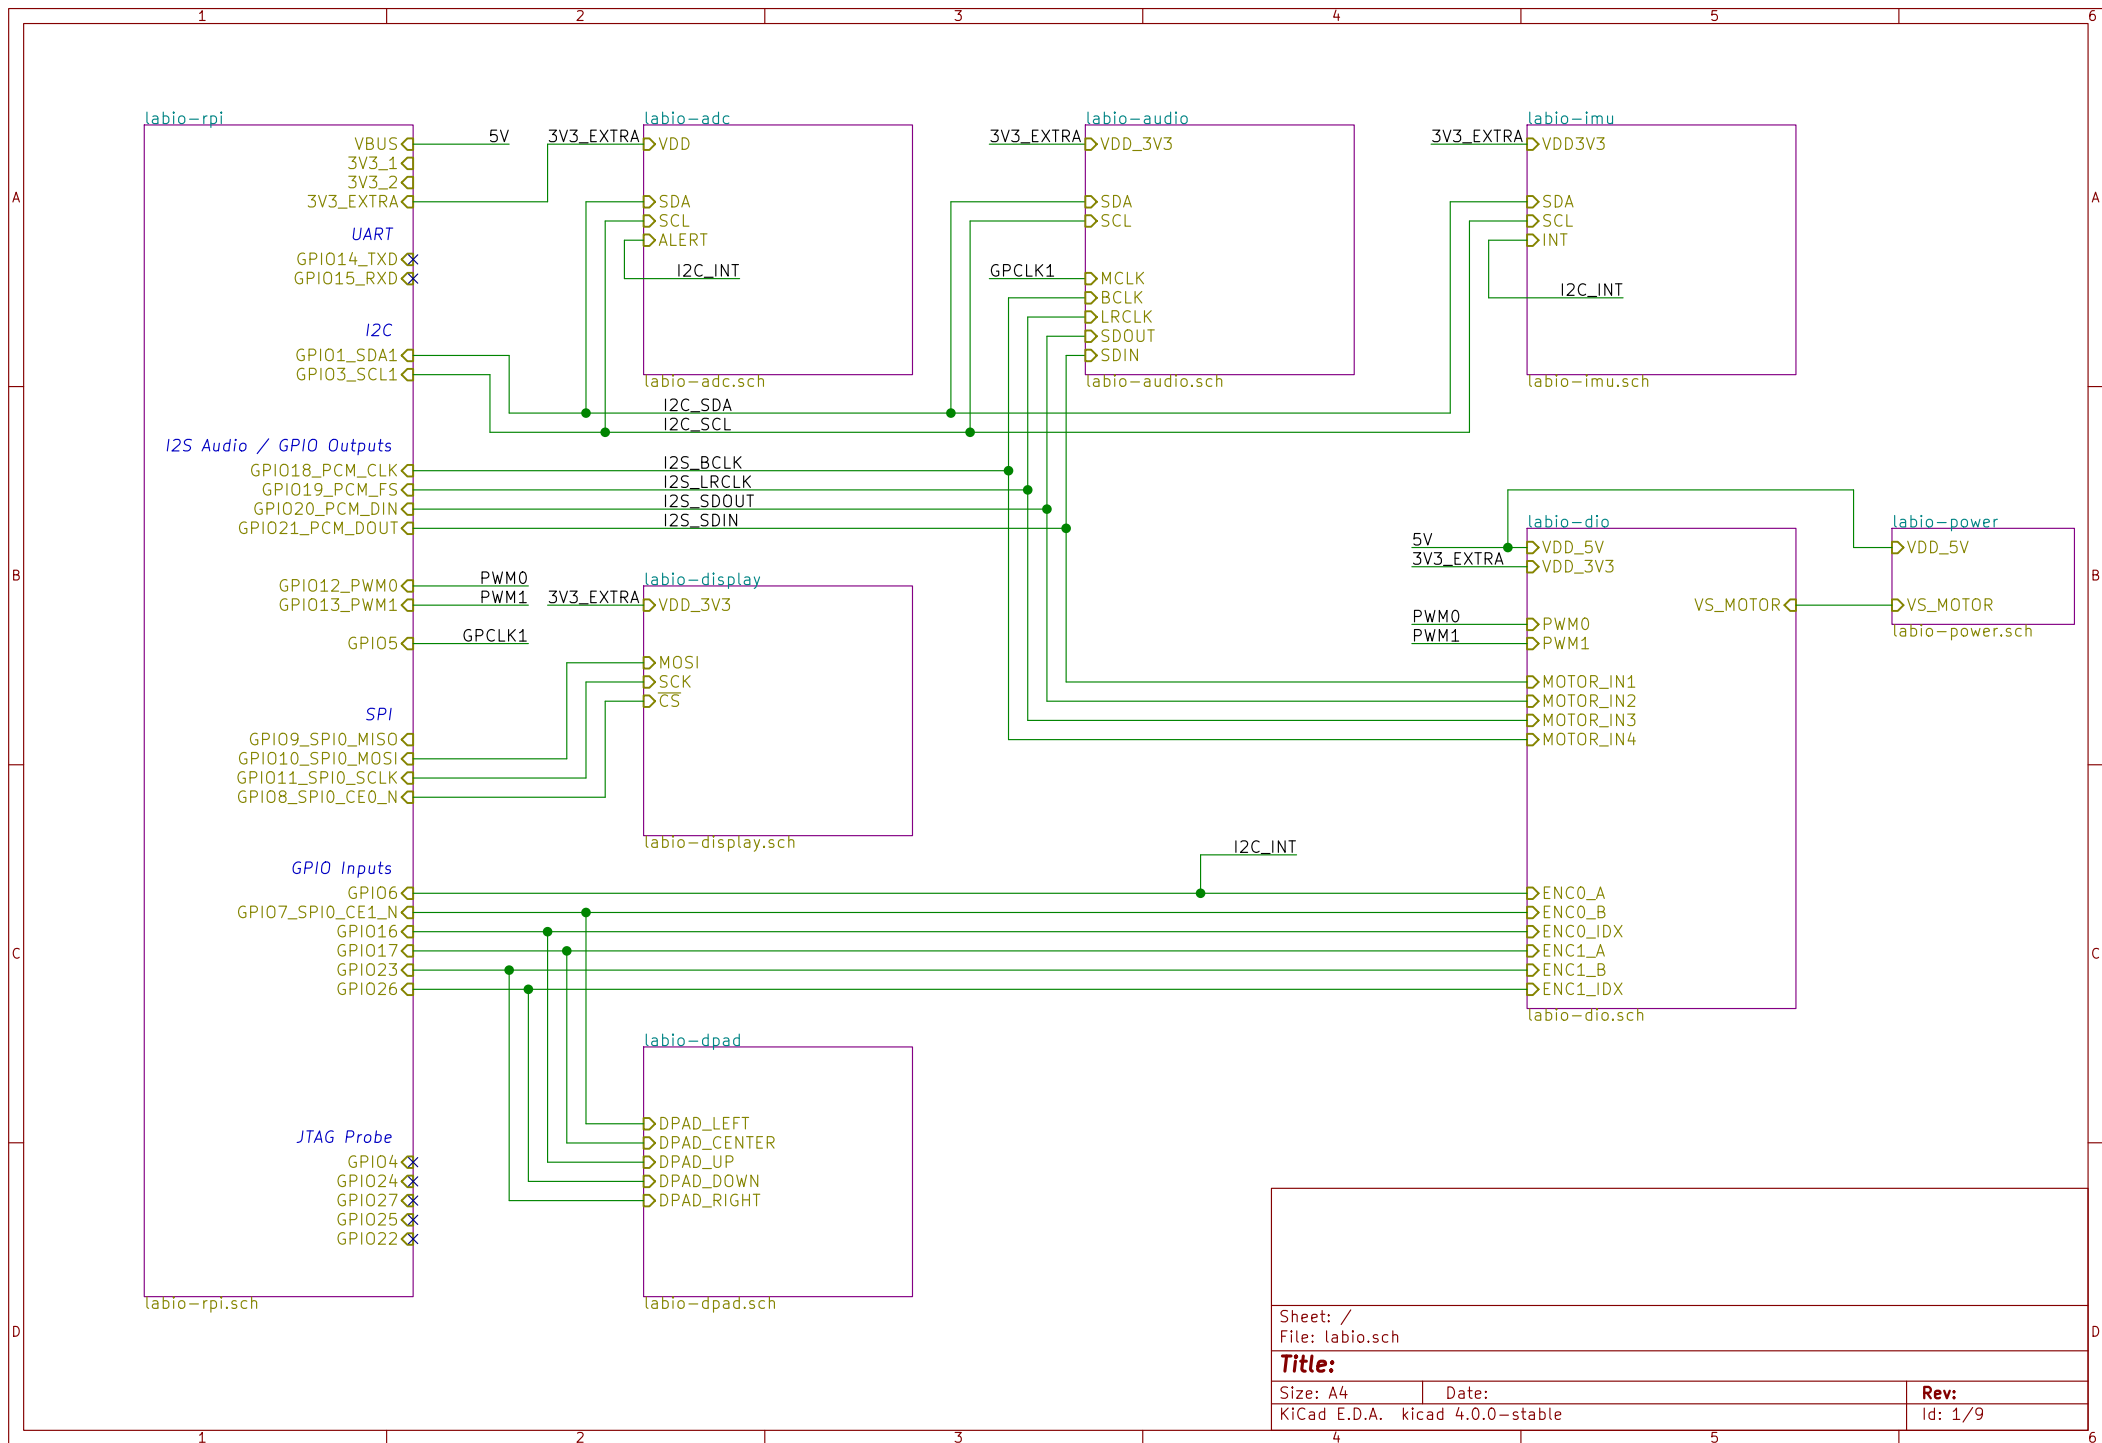 1 2 3 4 5 6
A
B
C
D
labio-rpi
VBUS
5V
3V3_1
3V3_2
3V3_EXTRA
UART
GPIO14_TXD
GPIO15_RXD
I2C
GPIO1_SDA1
GPIO3_SCL1
I2S Audio / GPIO Outputs
GPIO18_PCM_CLK
GPIO19_PCM_FS
GPIO20_PCM_DIN
GPIO21_PCM_DOUT
GPIO12_PWM0
PWM0
GPIO13_PWM1
PWM1
GPIO5
GPCLK1
SPI
GPIO9_SPI0_MISO
GPIO10_SPI0_MOSI
GPIO11_SPI0_SCLK
GPIO8_SPI0_CE0_N
GPIO Inputs
GPIO6
GPIO7_SPI0_CE1_N
GPIO16
GPIO17
GPIO23
GPIO26
JTAG Probe
GPIO4
GPIO24
GPIO27
GPIO25
GPIO22
labio-rpi.sch
labio-adc
3V3_EXTRA
VDD
SDA
SCL
ALERT
I2C_INT
labio-adc.sch
I2C_SDA
I2C_SCL
I2S_BCLK
I2S_LRCLK
I2S_SDOUT
I2S_SDIN
labio-display
3V3_EXTRA
VDD_3V3
MOSI
SCK
CS
labio-display.sch
labio-dpad
DPAD_LEFT
DPAD_CENTER
DPAD_UP
DPAD_DOWN
DPAD_RIGHT
labio-dpad.sch
labio-audio
3V3_EXTRA
VDD_3V3
SDA
SCL
GPCLK1
MCLK
BCLK
LRCLK
SDOUT
SDIN
labio-audio.sch
labio-imu
3V3_EXTRA
VDD3V3
SDA
SCL
INT
I2C_INT
labio-imu.sch
labio-dio
5V
VDD_5V
3V3_EXTRA
VDD_3V3
VS_MOTOR
PWM0
PWM0
PWM1
PWM1
MOTOR_IN1
MOTOR_IN2
MOTOR_IN3
MOTOR_IN4
I2C_INT
ENC0_A
ENC0_B
ENC0_IDX
ENC1_A
ENC1_B
ENC1_IDX
labio-dio.sch
labio-power
VDD_5V
VS_MOTOR
labio-power.sch
A
B
C
D
Sheet: /
File: labio.sch
Title:
Size: A4 Date: Rev:
KiCad E.D.A. kicad 4.0.0-stable Id: 1/9
1 2 3 4 5 6